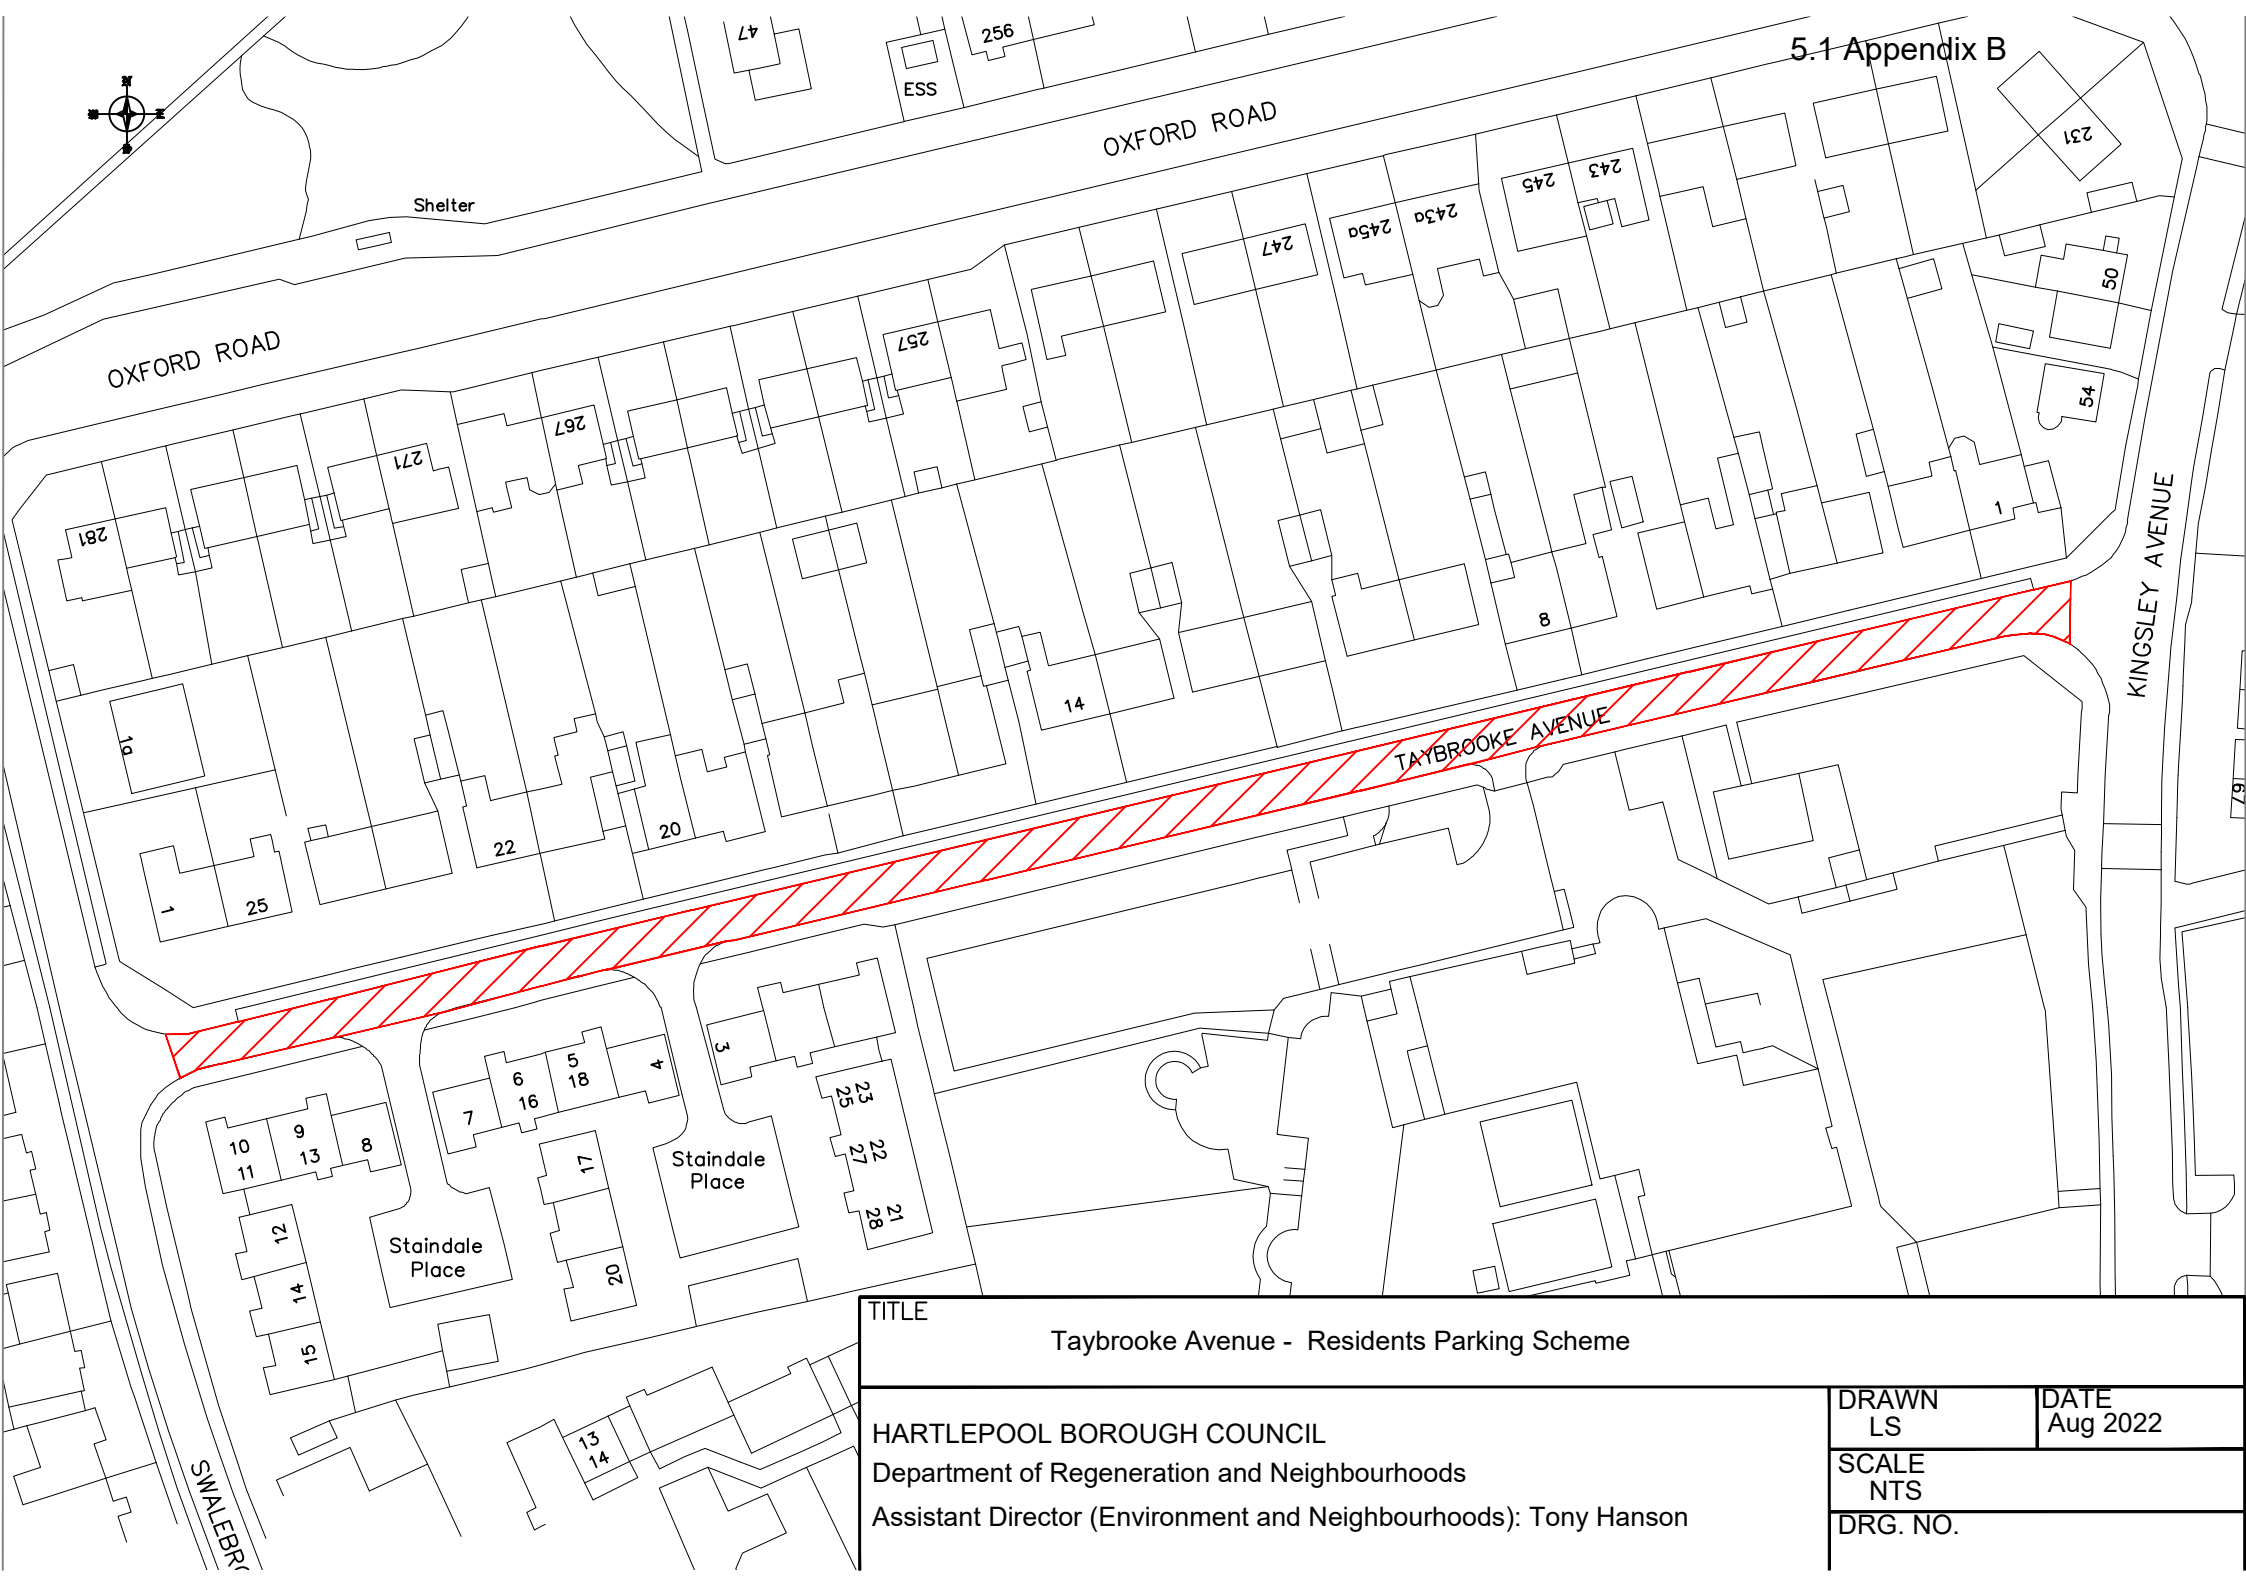 5.1 Appendix B
47
256
ESS
OXFORD ROAD
231
Shelter
245
243
245a
243a
247
50
OXFORD ROAD
257
54
267
271
281
1
KINGSLEY AVENUE
8
14
1a
TAYBROOKE AVENUE
20
22
67
1
25
3
5
18
4
6
16
7
23
25
10
11
9
13
8
22
27
17
Staindale
Place
21
28
12
Staindale
Place
20
14
15
13
14
SWALEBRO
TITLE
Taybrooke Avenue - Residents Parking Scheme
HARTLEPOOL BOROUGH COUNCIL
Department of Regeneration and Neighbourhoods
Assistant Director (Environment and Neighbourhoods): Tony Hanson
DRAWN
LS
DATE
Aug 2022
SCALE
NTS
DRG. NO.